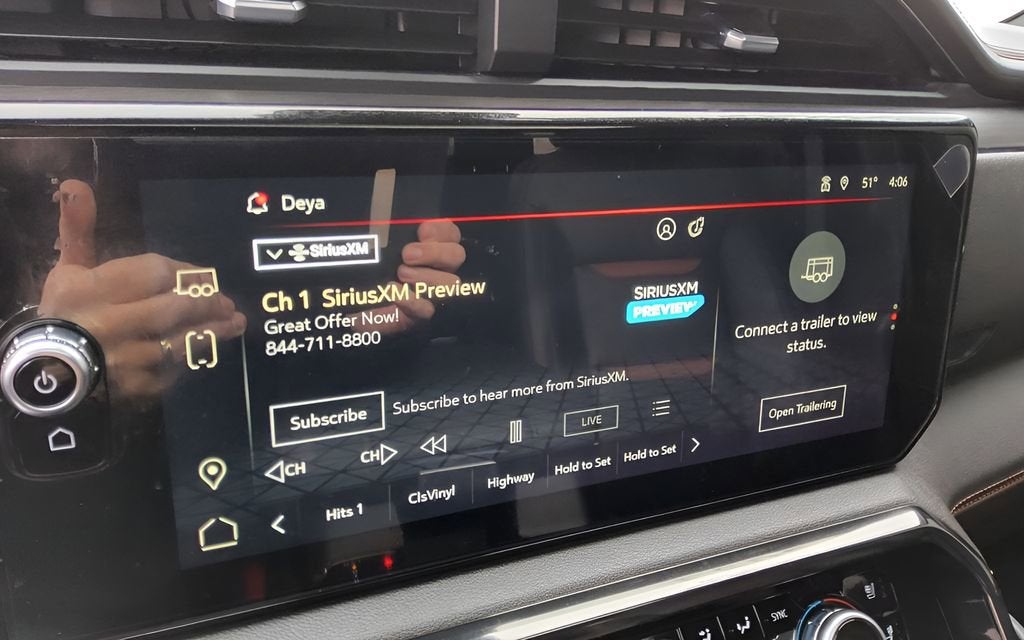 Deya
51° 4:06
SiriusXM
Ch 1 SiriusXM Preview
Great Offer Now!
844-711-8800
SIRIUSXM
PREVIEW
Connect a trailer to view
status.
Subscribe
Subscribe to hear more from SiriusXM.
Open Trailering
CH
CH
LIVE
Hits 1
ClsVinyl
Highway
Hold to Set
Hold to Set
SYNC